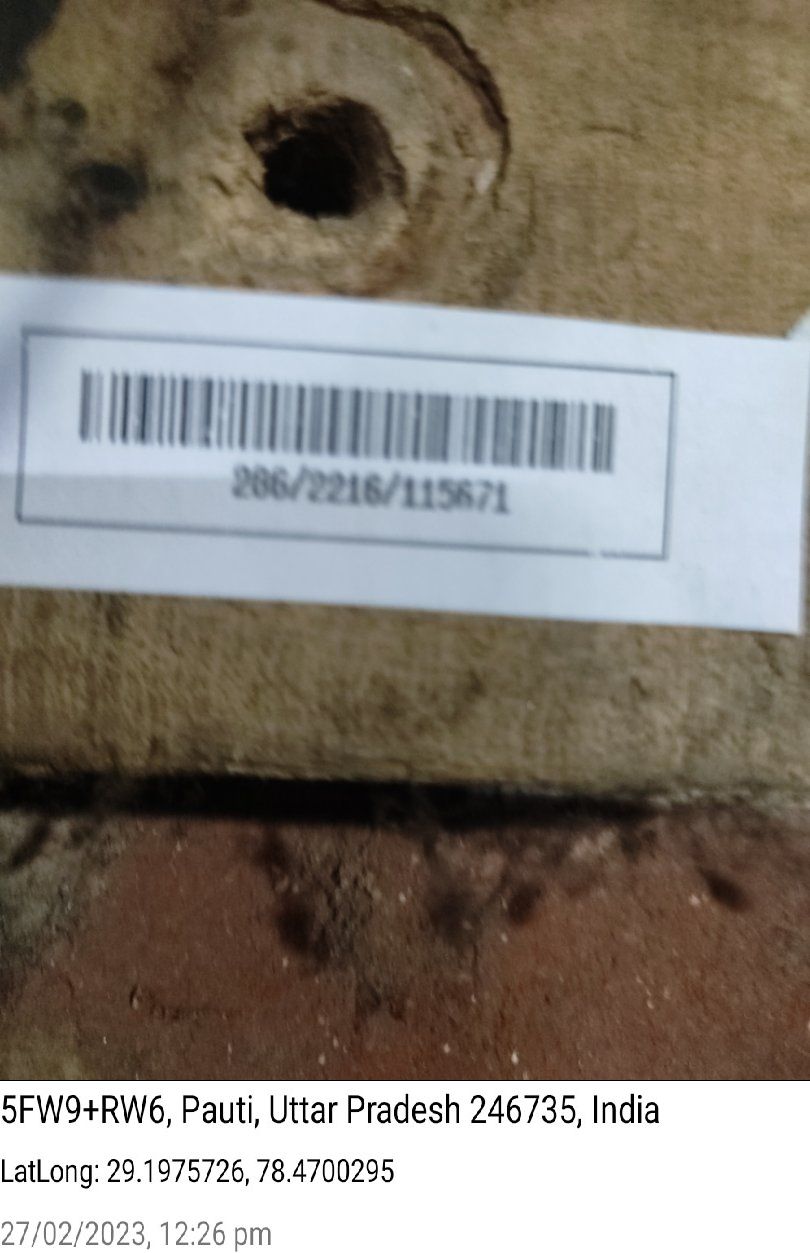 286/2216/115671
5FW9+RW6, Pauti, Uttar Pradesh 246735, India
LatLong: 29.1975726, 78.4700295
27/02/2023, 12:26 pm